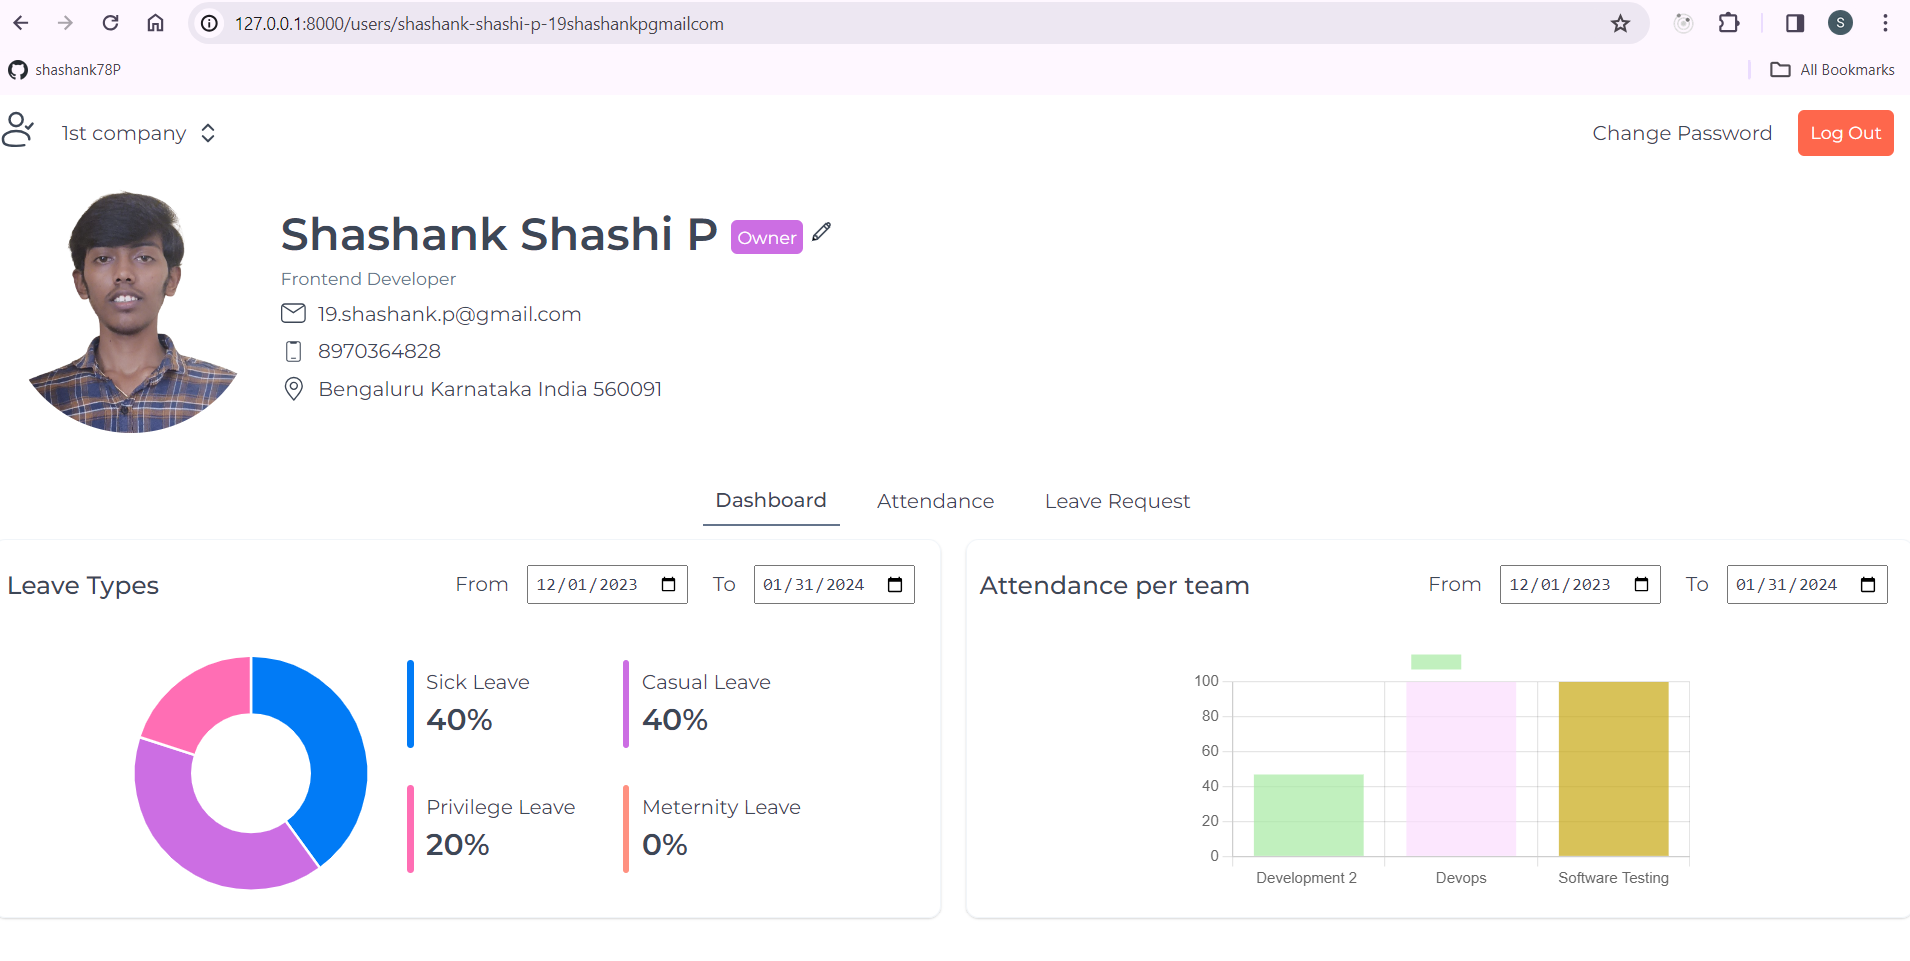 127.0.0.1:8000/users/shashank-shashi-p-19shashankpgmailcom
S
shashank78P
All Bookmarks
1st company
Change Password
Log Out
Shashank Shashi P
Owner
Frontend Developer
19.shashank.p@gmail.com
8970364828
Bengaluru Karnataka India 560091
Dashboard
Attendance
Leave Request
Leave Types
From
12/01/2023
To
01/31/2024
Sick Leave
40%
Casual Leave
40%
Privilege Leave
20%
Meternity Leave
0%
Attendance per team
From
12/01/2023
To
01/31/2024
100
80
60
40
20
0
Development 2
Devops
Software Testing